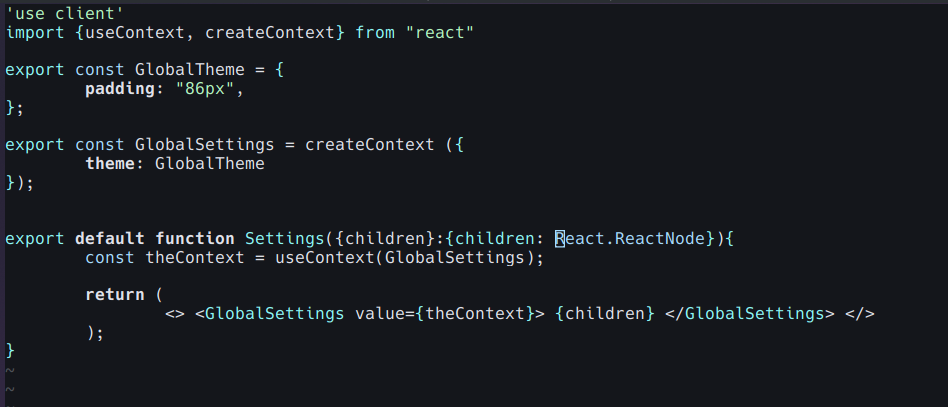 'use client'
import {useContext, createContext} from "react"
export const GlobalTheme = {
padding: "86px",
};
export const GlobalSettings = createContext ({
theme: GlobalTheme
});
export default function Settings({children}:{children: React.ReactNode}){
const theContext = useContext(GlobalSettings);
return (
<> <GlobalSettings value={theContext}> {children} </GlobalSettings> </>
);
}
~
~